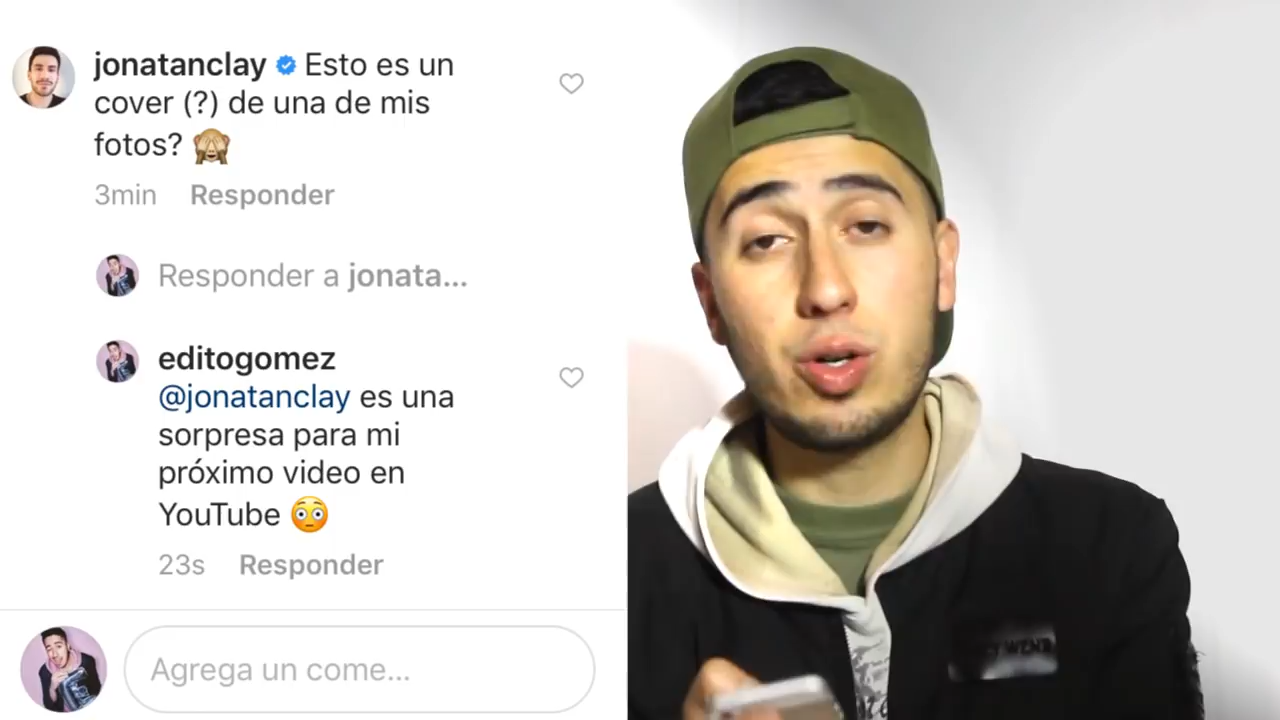 jonatanclay Esto es un
cover (?) de una de mis
fotos? 🙈
3min Responder
Responder a jonata...
editogomez
@jonatanclay es una
sorpresa para mi
próximo video en
YouTube 😳
23s Responder
Agrega un come...